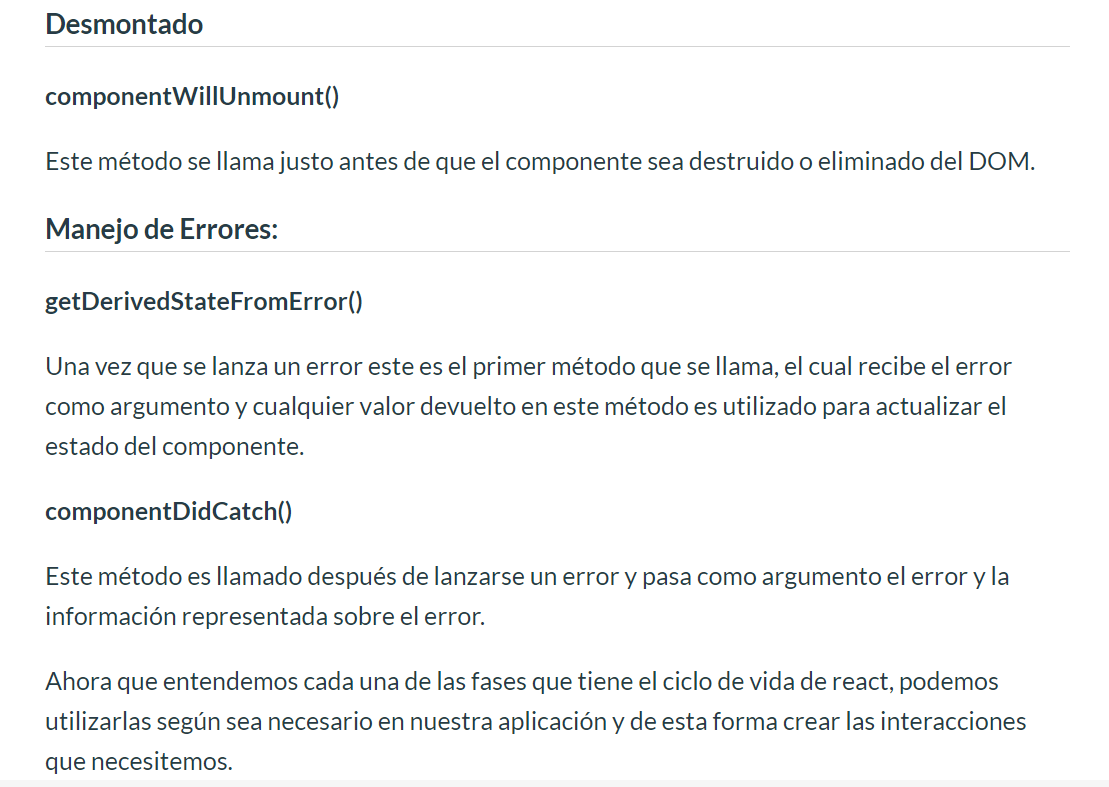 Desmontado
componentWillUnmount()
Este método se llama justo antes de que el componente sea destruido o eliminado del DOM.
Manejo de Errores:
getDerivedStateFromError()
Una vez que se lanza un error este es el primer método que se llama, el cual recibe el error
como argumento y cualquier valor devuelto en este método es utilizado para actualizar el
estado del componente.
componentDidCatch()
Este método es llamado después de lanzarse un error y pasa como argumento el error y la
información representada sobre el error.
Ahora que entendemos cada una de las fases que tiene el ciclo de vida de react, podemos
utilizarlas según sea necesario en nuestra aplicación y de esta forma crear las interacciones
que necesitemos.